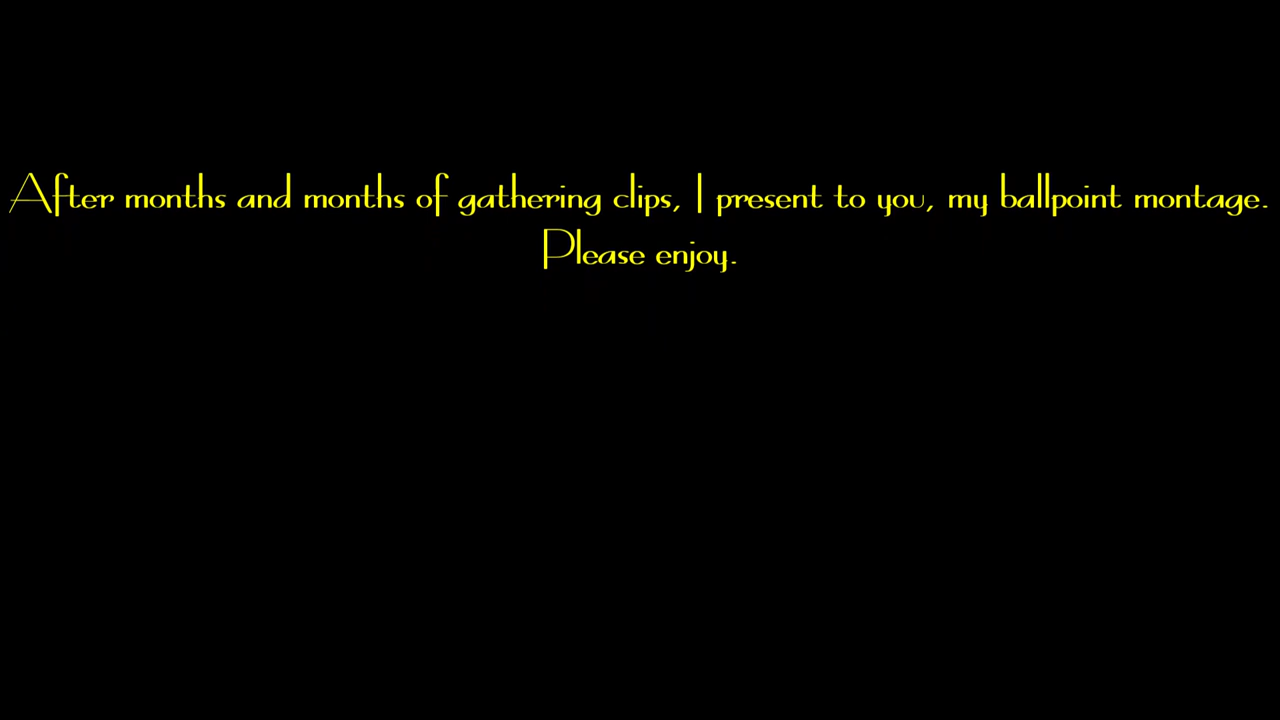 After months and months of gathering clips, I present to you, my ballpoint montage.
Please enjoy.